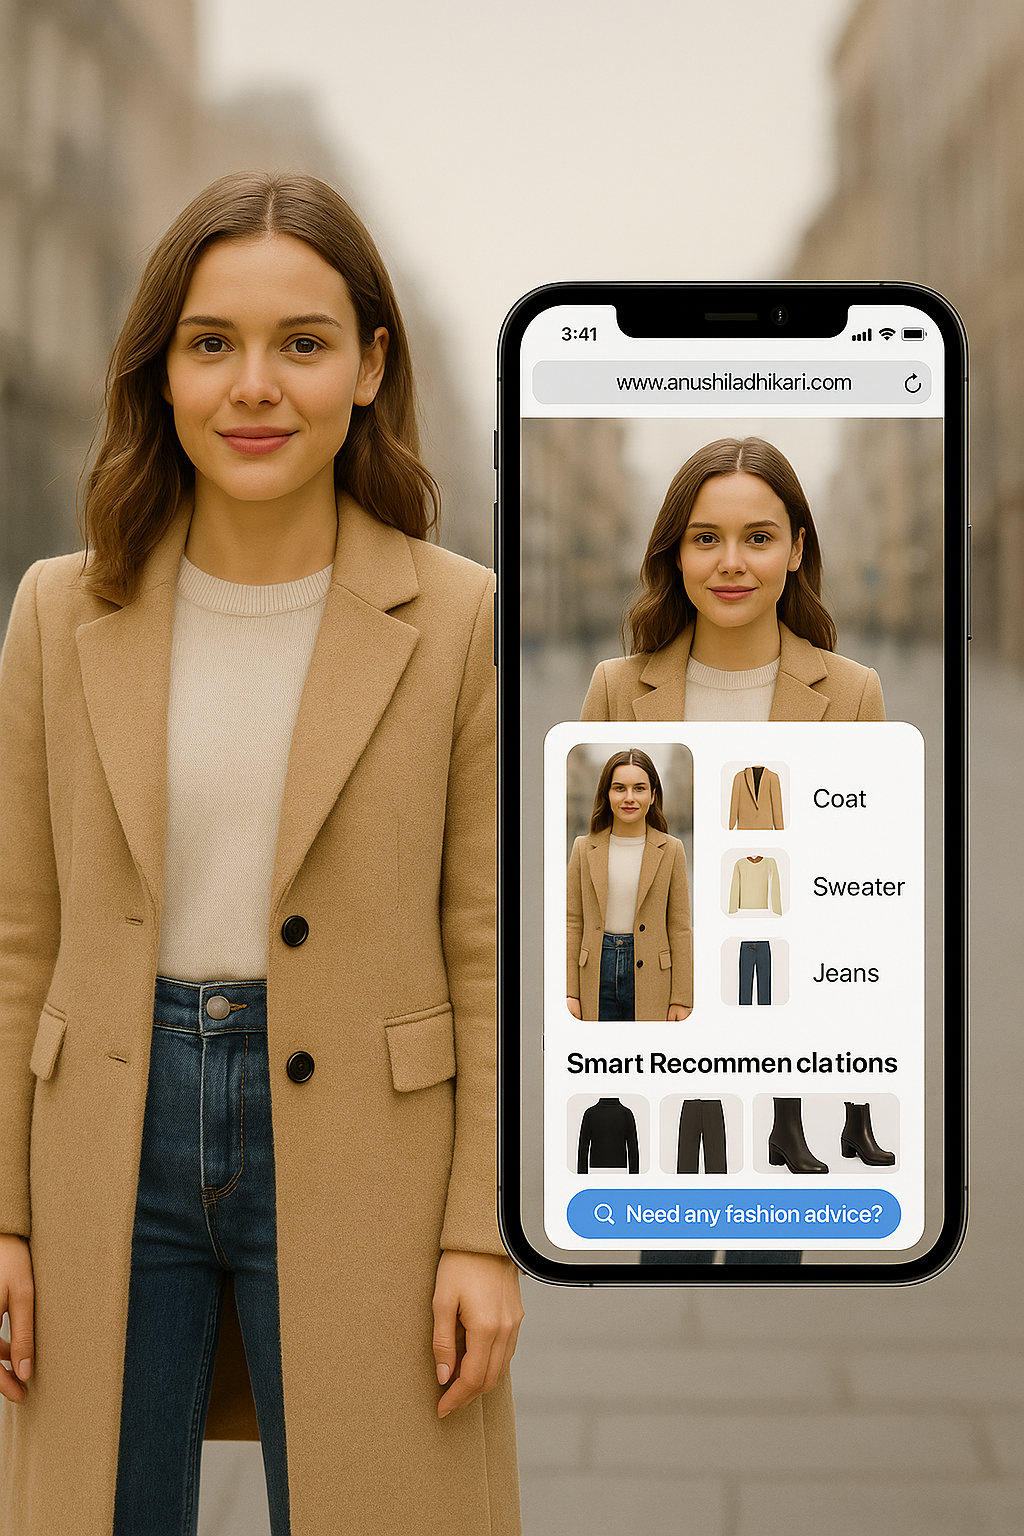 3:41
www.anushiladhikari.com
Coat
Sweater
Jeans
Smart Recommen clations
Need any fashion advice?